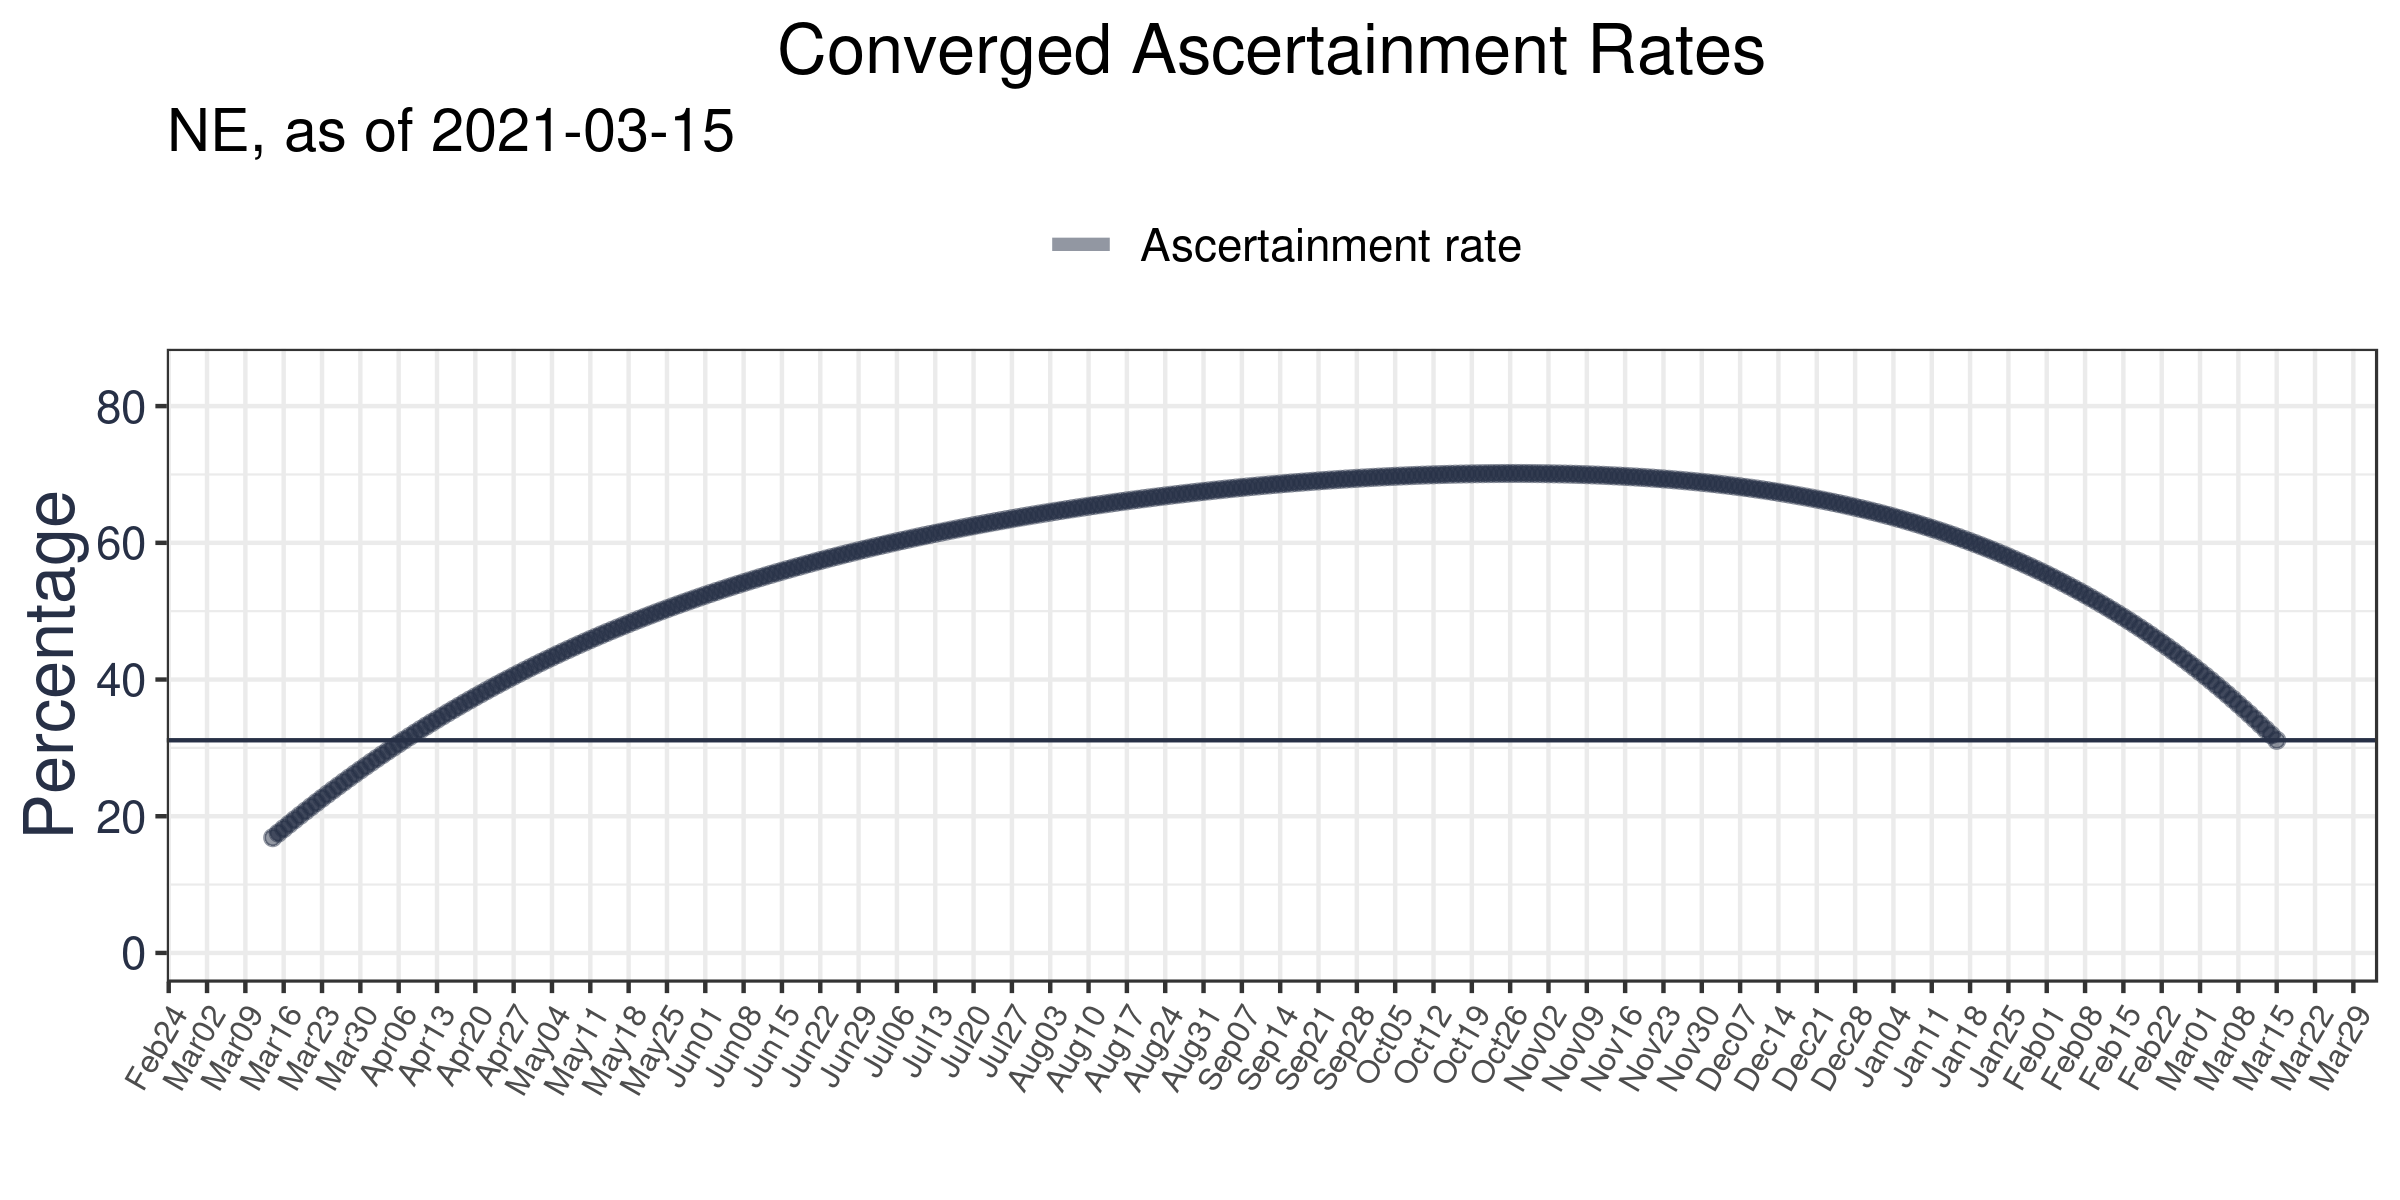 Converged Ascertainment Rates
NE, as of 2021-03-15
Ascertainment rate
Percentage
80
60
40
20
0
Feb24 Mar02 Mar09 Mar16 Mar23 Mar30 Apr06 Apr13 Apr20 Apr27 May04 May11 May18 May25 Jun01 Jun08 Jun15 Jun22 Jun29 Jul06 Jul13 Jul20 Jul27 Aug03 Aug10 Aug17 Aug24 Aug31 Sep07 Sep14 Sep21 Sep28 Oct05 Oct12 Oct19 Oct26 Nov02 Nov09 Nov16 Nov23 Nov30 Dec07 Dec14 Dec21 Dec28 Jan04 Jan11 Jan18 Jan25 Feb01 Feb08 Feb15 Feb22 Mar01 Mar08 Mar15 Mar22 Mar29